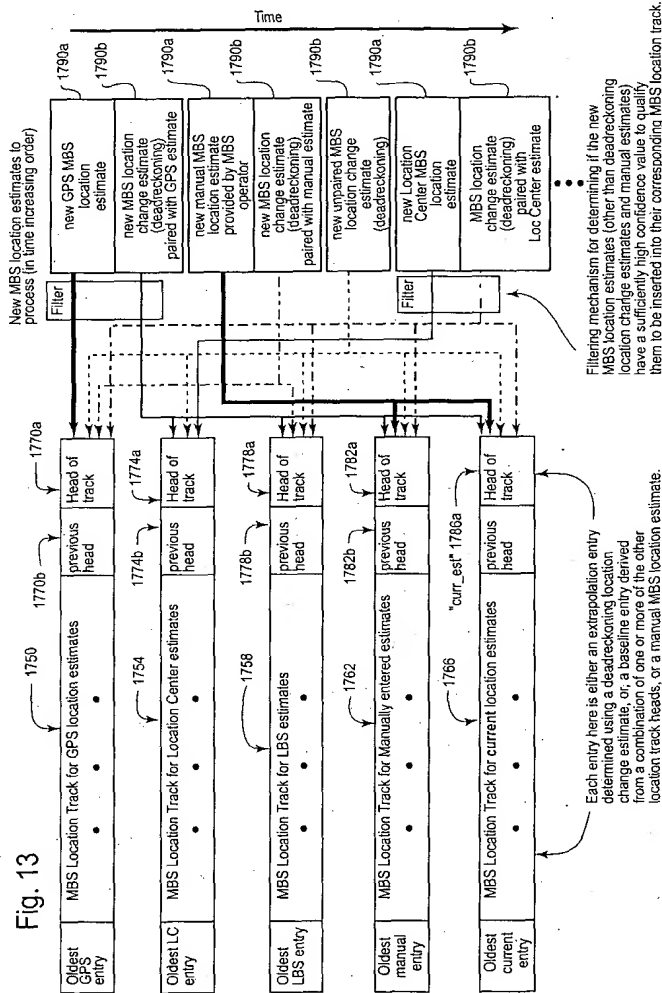 Fig. 13
New MBS location estimates to
process (in time increasing order)
Time
1790a
new GPS MBS
location
estimate
1790b
new MBS location
change estimate
(deadreckoning)
paired with GPS estimate
1790a
new manual MBS
location estimate
provided by MBS
operator
1790b
new MBS location
change estimate
(deadreckoning)
paired with manual estimate
1790b
new unpaired MBS
location change
estimate
(deadreckoning)
1790a
new Location
Center MBS
location
estimate
1790b
MBS location
change estimate
(deadreckoning)
paired with
Loc Center estimate
Filter
Filter
Filtering mechanism for determining if the new
MBS location estimates (other than deadreckoning
location change estimates and manual estimates)
have a sufficiently high confidence value to qualify
them to be inserted into their corresponding MBS location track.
1750
1770b
1770a
Oldest
GPS
entry
MBS Location Track for GPS location estimates
previous
head
Head of
track
1754
1774b
1774a
Oldest LC
entry
MBS Location Track for Location Center estimates
previous
head
Head of
track
1758
1778b
1778a
Oldest
LBS entry
MBS Location Track for LBS estimates
previous
head
Head of
track
1762
1782b
1782a
Oldest
manual
entry
MBS Location Track for Manually entered estimates
previous
head
Head of
track
1766
"curr_est" 1786a
Oldest
current
entry
MBS Location Track for current location estimates
previous
head
Head of
track
Each entry here is either an extrapolation entry
determined using a deadreckoning location
change estimate, or, a baseline entry derived
from a combination of one or more of the other
location track heads, or a manual MBS location estimate.